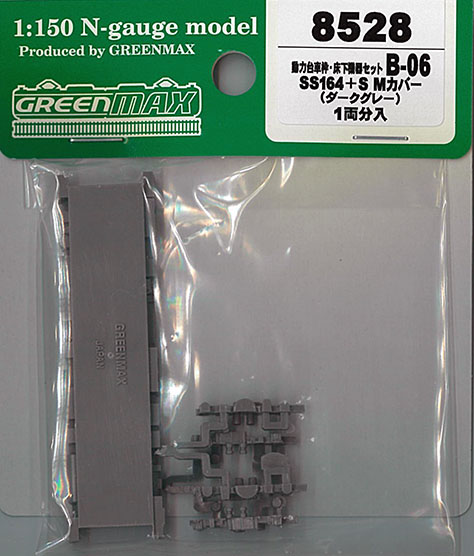 1:150 N-gauge model
Produced by GREENMAX
GREENMAX
8528
動力台車枠・床下機器セット B-06
SS164+S Mカバー
(ダークグレー)
1両分入
GREENMAX
JAPAN